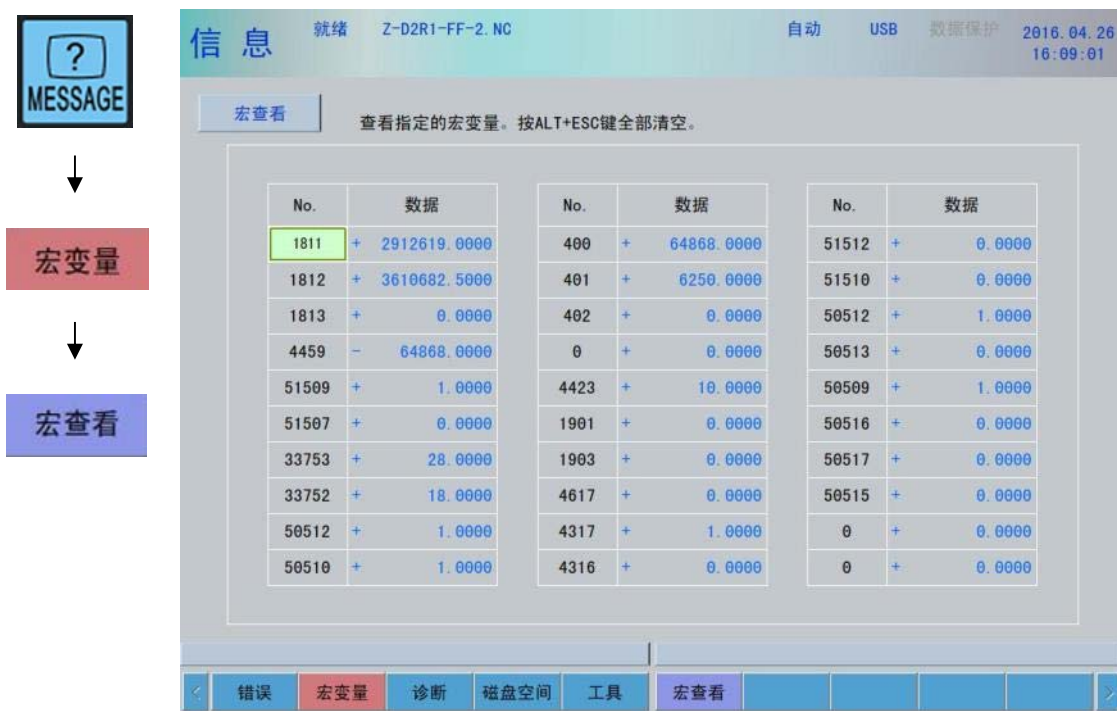 ?
MESSAGE
↓
宏变量
↓
宏查看
信 息 就绪 Z-D2R1-FF-2.NC 自动 USB 数据保护 2016.04.26
16:09:01
宏查看 查看指定的宏变量。按ALT+ESC键全部清空。
No. 数据 No. 数据 No. 数据
1811 + 2912619.0000 400 + 64868.0000 51512 + 0.0000
1812 + 3610682.5000 401 + 6250.0000 51510 + 0.0000
1813 + 0.0000 402 + 0.0000 50512 + 1.0000
4459 - 64868.0000 0 + 0.0000 50513 + 0.0000
51509 + 1.0000 4423 + 10.0000 50509 + 1.0000
51507 + 0.0000 1901 + 0.0000 50516 + 0.0000
33753 + 28.0000 1903 + 0.0000 50517 + 0.0000
33752 + 18.0000 4617 + 0.0000 50515 + 0.0000
50512 + 1.0000 4317 + 1.0000 0 + 0.0000
50510 + 1.0000 4316 + 0.0000 0 + 0.0000
< 错误 宏变量 诊断 磁盘空间 工具 宏查看 >